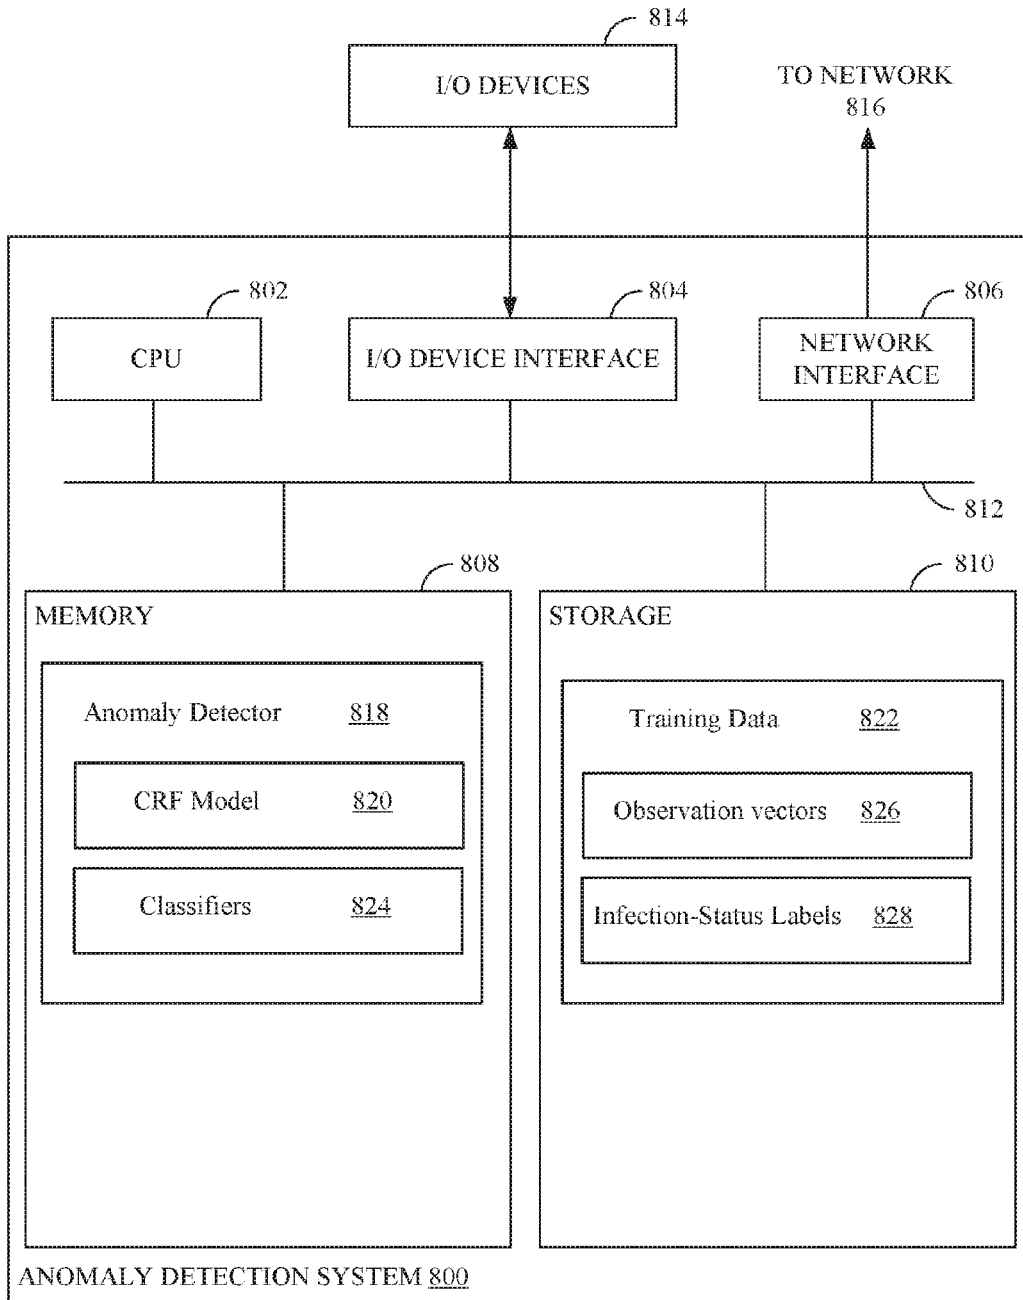 814
I/O DEVICES
TO NETWORK
816
802
804
806
CPU
I/O DEVICE INTERFACE
NETWORK
INTERFACE
812
808
810
MEMORY
STORAGE
Anomaly Detector 818
Training Data 822
CRF Model 820
Observation vectors 826
Classifiers 824
Infection-Status Labels 828
ANOMALY DETECTION SYSTEM 800